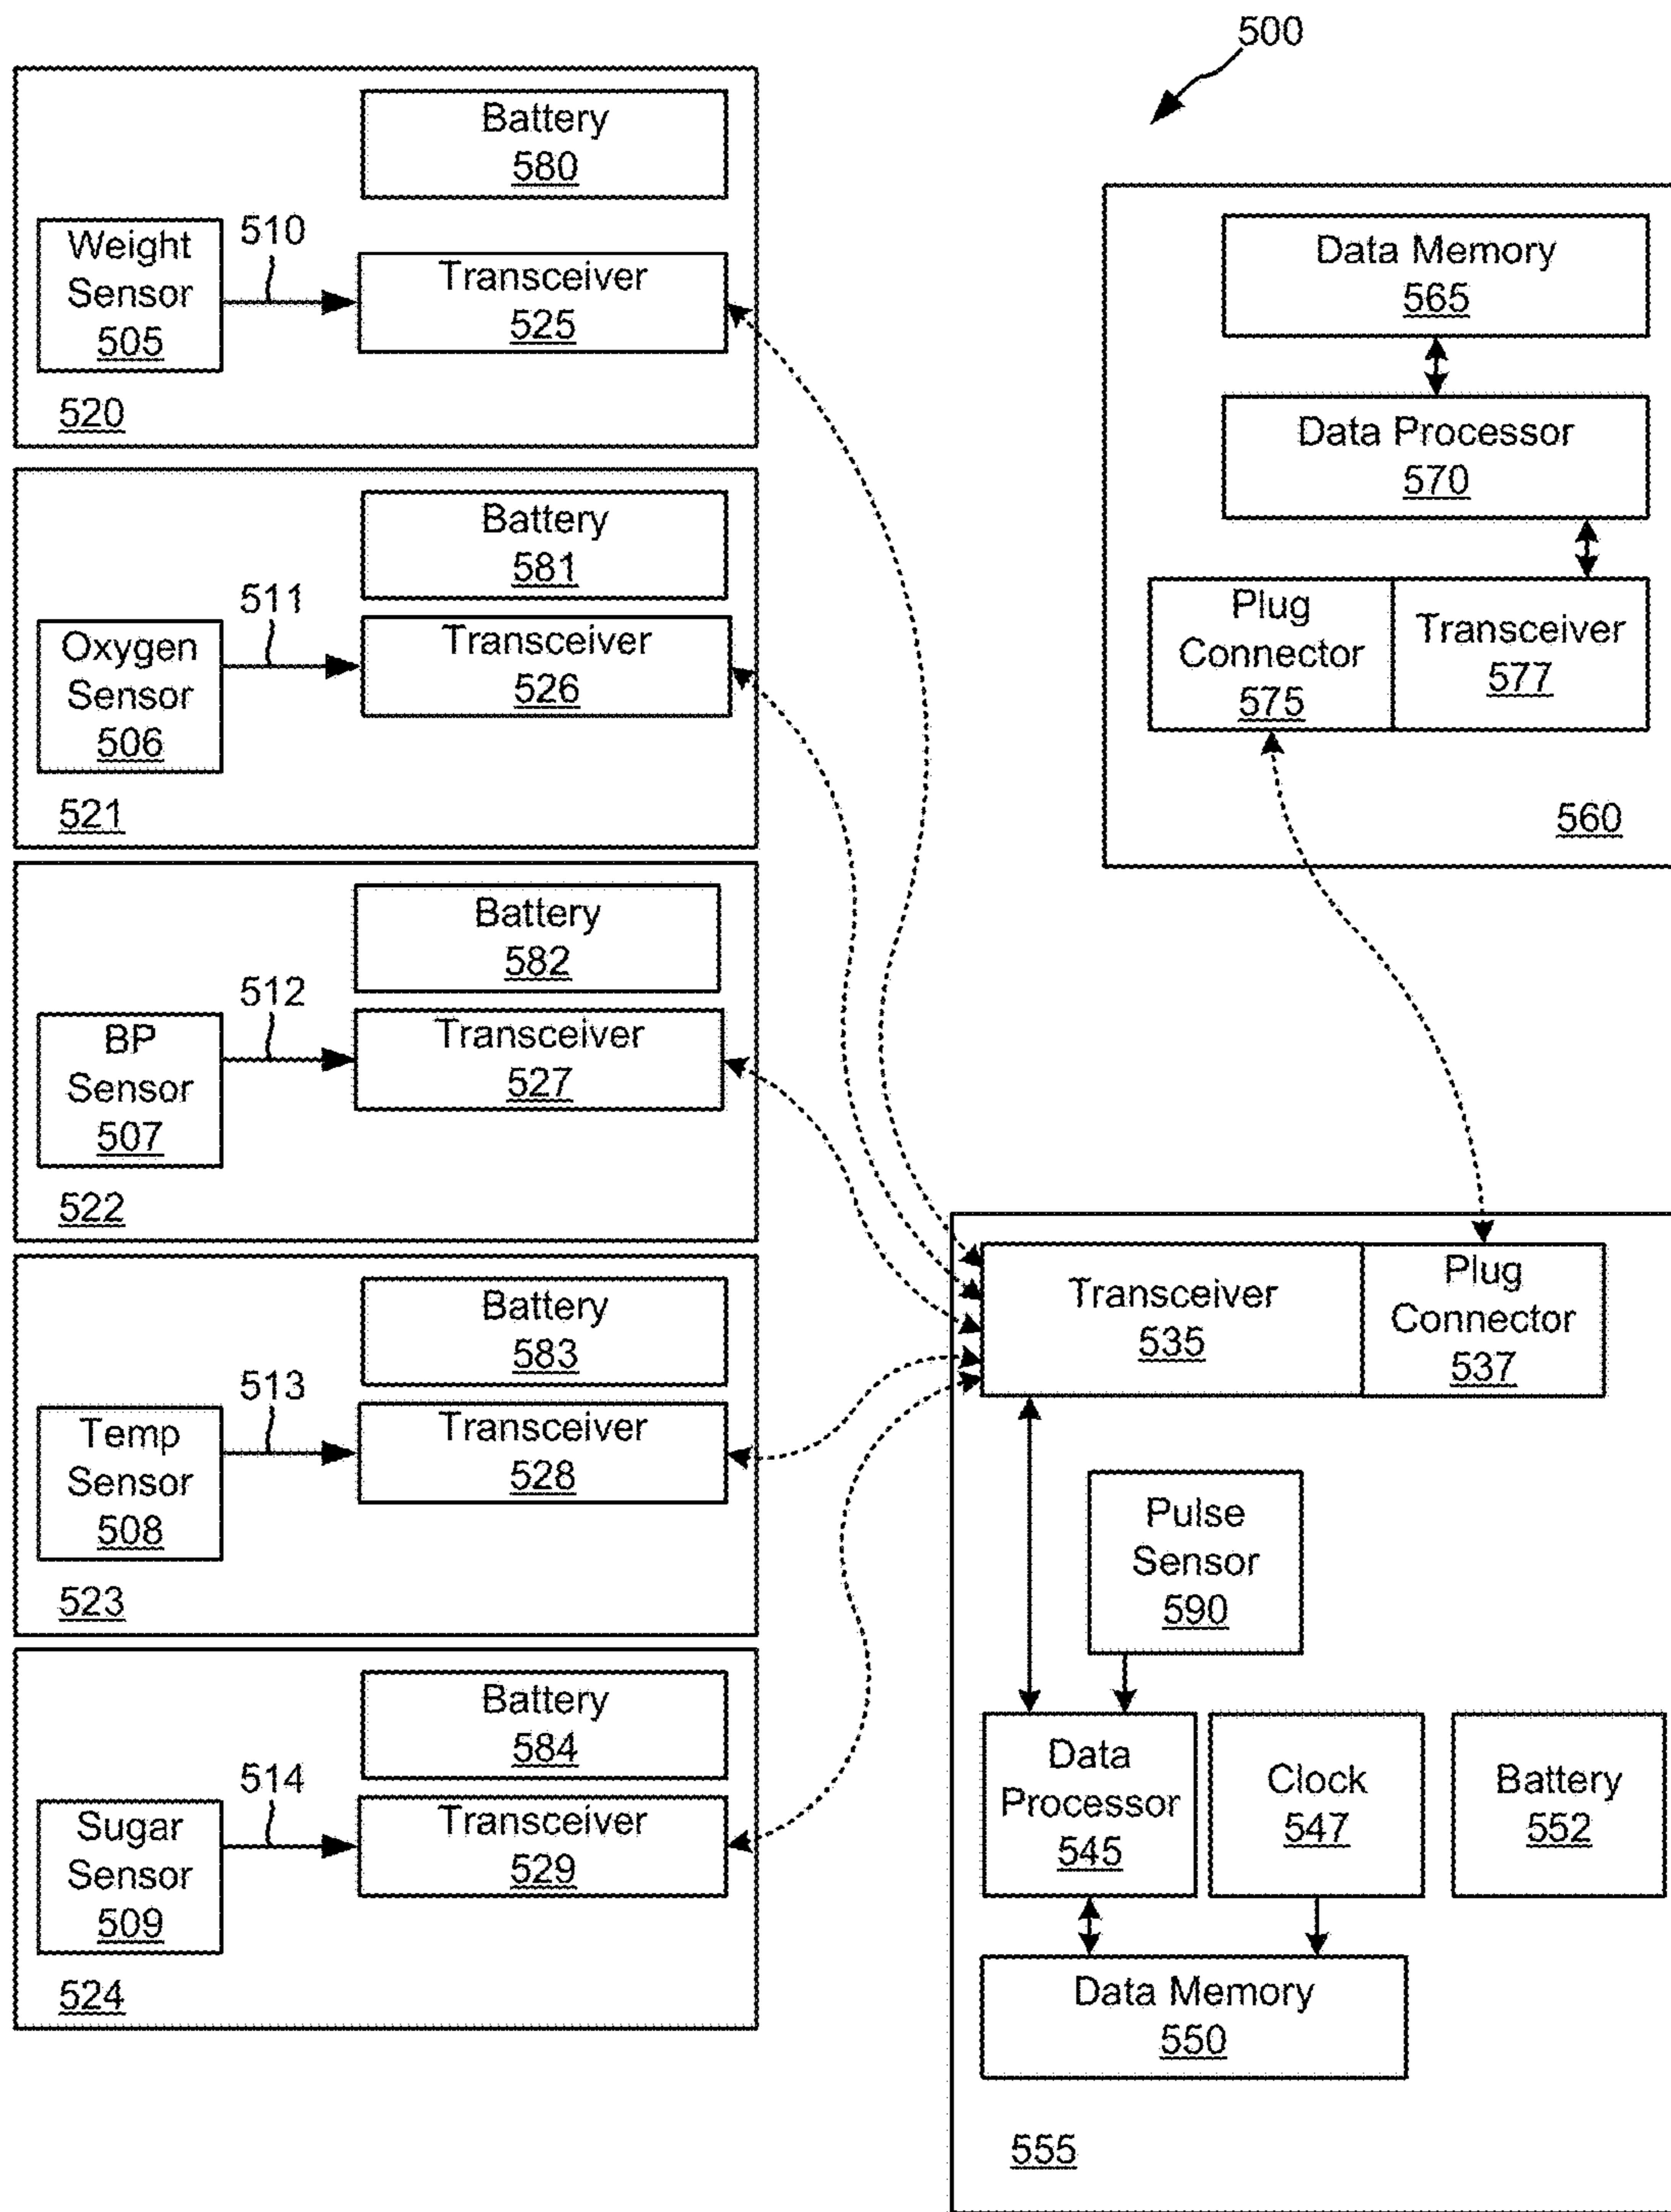 500
Battery
580
Weight
Sensor
505
510
Transceiver
525
520
Battery
581
Oxygen
Sensor
506
511
Transceiver
526
521
Battery
582
BP
Sensor
507
512
Transceiver
527
522
Battery
583
Temp
Sensor
508
513
Transceiver
528
523
Battery
584
Sugar
Sensor
509
514
Transceiver
529
524
Data Memory
565
Data Processor
570
Plug
Connector
575
Transceiver
577
560
Transceiver
535
Plug
Connector
537
Pulse
Sensor
590
Data
Processor
545
Clock
547
Battery
552
Data Memory
550
555